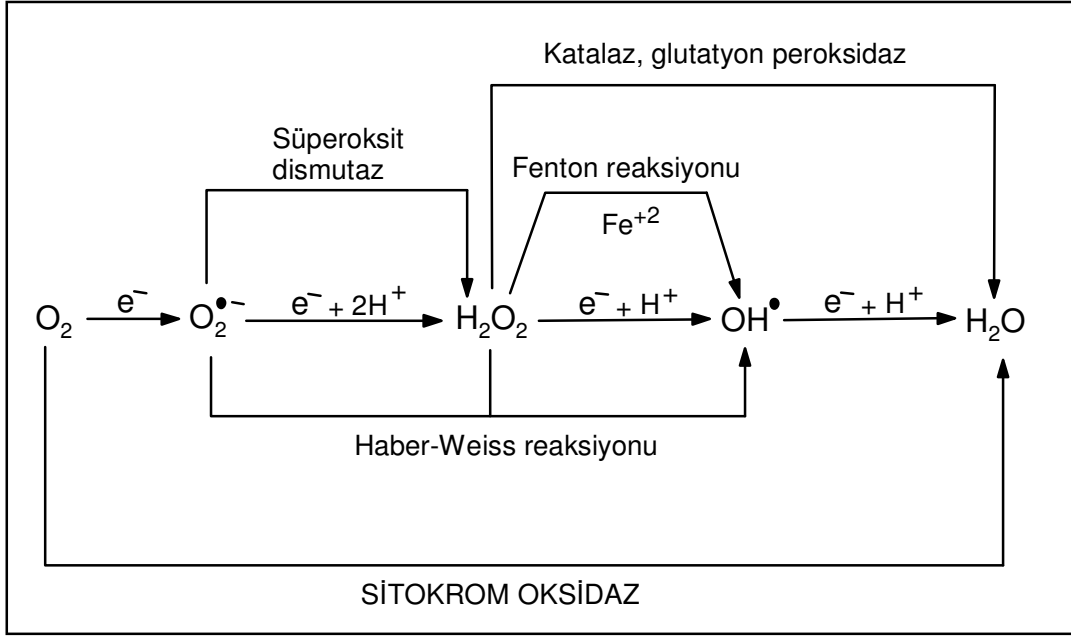 Katalaz, glutatyon peroksidaz
Süperoksit
dismutaz
Fenton reaksiyonu
Fe⁺²
O₂ e⁻ O₂•⁻ e⁻ + 2H⁺ H₂O₂ e⁻ + H⁺ OH• e⁻ + H⁺ H₂O
Haber-Weiss reaksiyonu
SİTOKROM OKSİDAZ